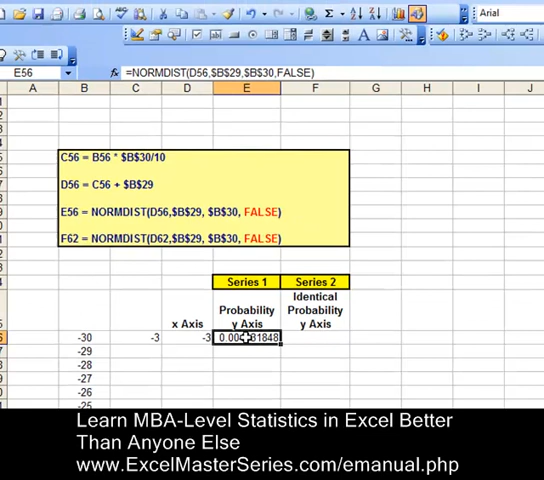 Arial
E56 fx =NORMDIST(D56,$B$29,$B$30,FALSE)
A B C D E F G H I J
C56 = B56 * $B$30/10
D56 = C56 + $B$29
E56 = NORMDIST(D56,$B$29, $B$30, FALSE)
F62 = NORMDIST(D62,$B$29, $B$30, FALSE)
Series 1 Series 2
Identical
Probability Probability
x Axis y Axis y Axis
-30 -3 -3
-29
-28
-27
-26
-25
Learn MBA-Level Statistics in Excel Better
Than Anyone Else
www.ExcelMasterSeries.com/emanual.php